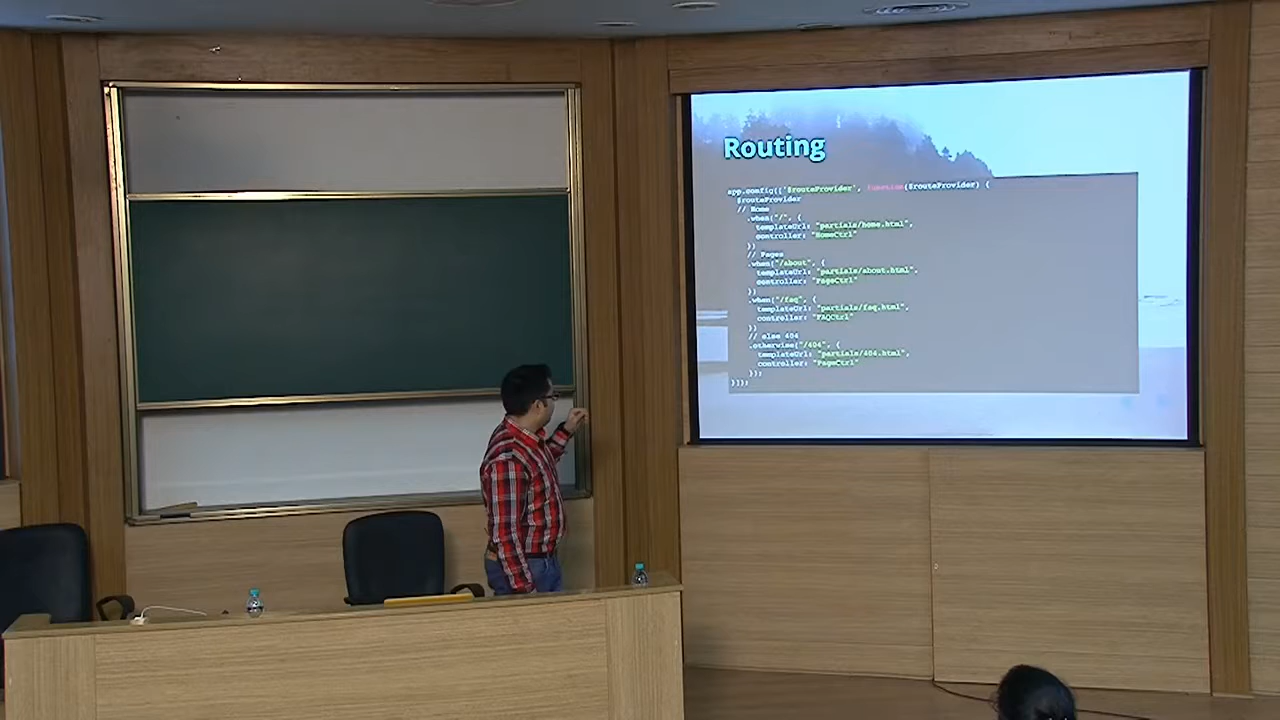 Routing
app.config(['$routeProvider', function($routeProvider) {
$routeProvider
// Home
.when("/", {
templateUrl: "partials/home.html",
controller: "HomeCtrl"
})
// Pages
.when("/about", {
templateUrl: "partials/about.html",
controller: "PageCtrl"
})
.when("/faq", {
templateUrl: "partials/faq.html",
controller: "FAQCtrl"
})
// else 404
.otherwise("/404", {
templateUrl: "partials/404.html",
controller: "PageCtrl"
});
}]);